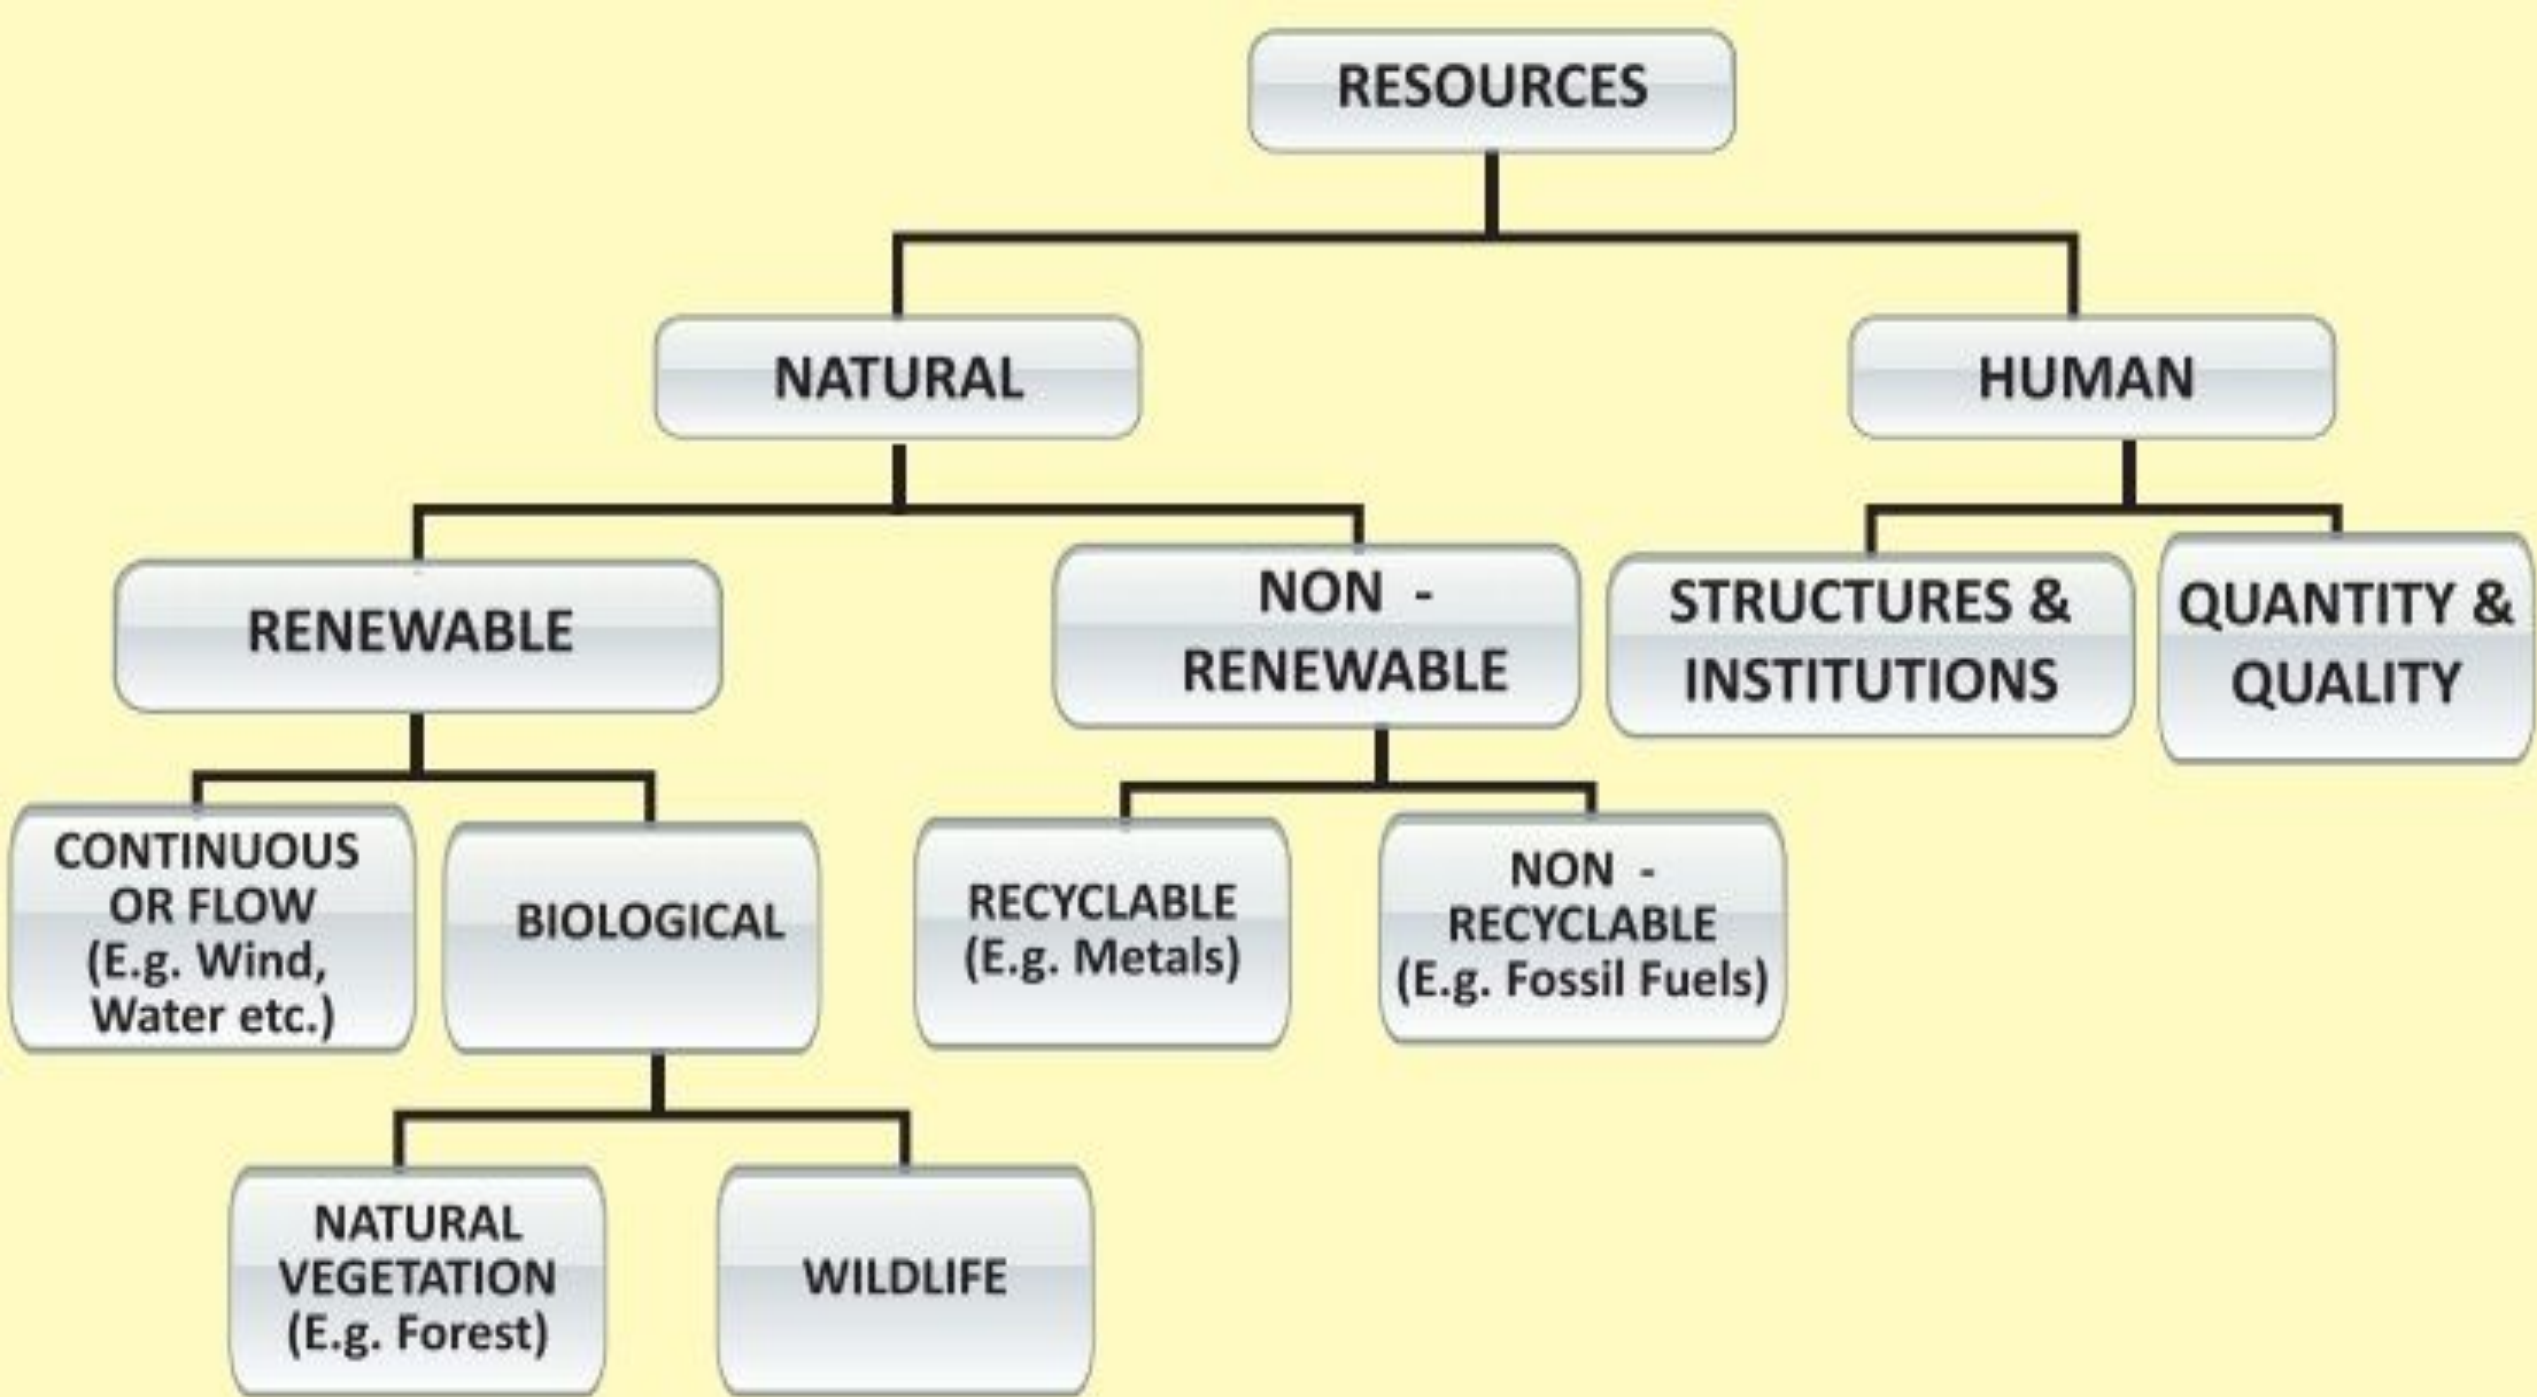 RESOURCES
NATURAL
HUMAN
RENEWABLE
NON -
RENEWABLE
STRUCTURES &
INSTITUTIONS
QUANTITY &
QUALITY
CONTINUOUS
OR FLOW
(E.g. Wind,
Water etc.)
BIOLOGICAL
RECYCLABLE
(E.g. Metals)
NON -
RECYCLABLE
(E.g. Fossil Fuels)
NATURAL
VEGETATION
(E.g. Forest)
WILDLIFE